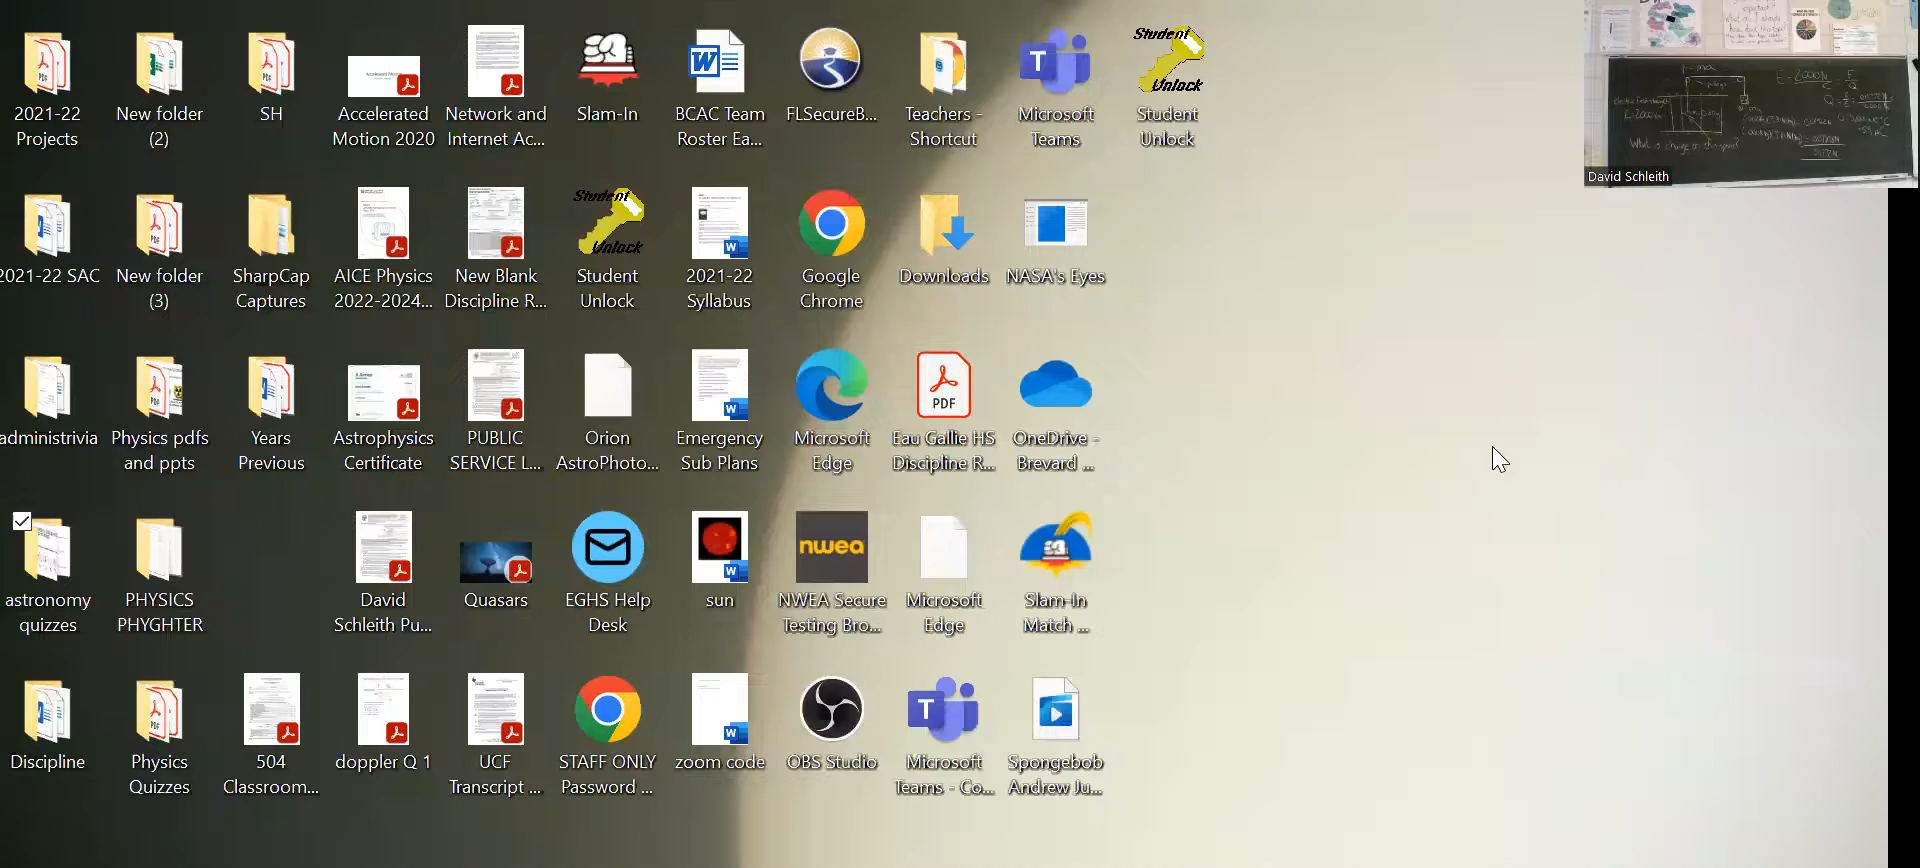 2021-22
Projects
New folder
(2)
SH
Accelerated
Motion 2020
Network and
Internet Ac...
Slam-In
BCAC Team
Roster Ea...
FLSecureB...
Teachers -
Shortcut
Microsoft
Teams
Student
Unlock
Student
Unlock
David Schleith
2021-22 SAC
New folder
(3)
SharpCap
Captures
AICE Physics
2022-2024...
New Blank
Discipline R...
Student
Unlock
Student
Unlock
2021-22
Syllabus
Google
Chrome
Downloads
NASA's Eyes
administrivia
Physics pdfs
and ppts
Years
Previous
Astrophysics
Certificate
PUBLIC
SERVICE L...
Orion
AstroPhoto...
Emergency
Sub Plans
Microsoft
Edge
PDF
Eau Gallie HS
Discipline R...
OneDrive -
Brevard ...
astronomy
quizzes
PHYSICS
PHYGHTER
David
Schleith Pu...
Quasars
EGHS Help
Desk
sun
nwea
NWEA Secure
Testing Bro...
Microsoft
Edge
Slam-In
Match ...
Discipline
Physics
Quizzes
504
Classroom...
doppler Q 1
UCF
Transcript ...
STAFF ONLY
Password ...
zoom code
OBS Studio
Microsoft
Teams - Co...
Spongebob
Andrew Ju...